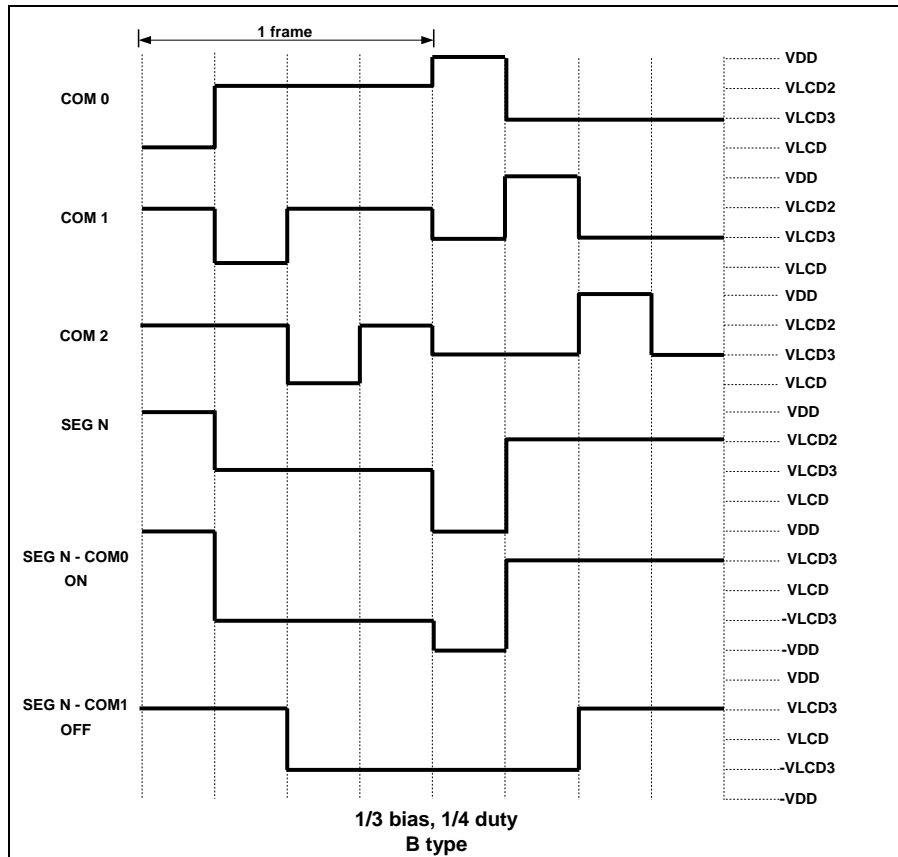 1 frame
VDD
COM 0
VLCD2
VLCD3
VLCD
VDD
COM 1
VLCD2
VLCD3
VLCD
VDD
COM 2
VLCD2
VLCD3
VLCD
VDD
SEG N
VLCD2
VLCD3
VLCD
VDD
SEG N - COM0
ON
VLCD3
VLCD
-VLCD3
-VDD
VDD
SEG N - COM1
OFF
VLCD3
VLCD
-VLCD3
-VDD
1/3 bias, 1/4 duty
B type